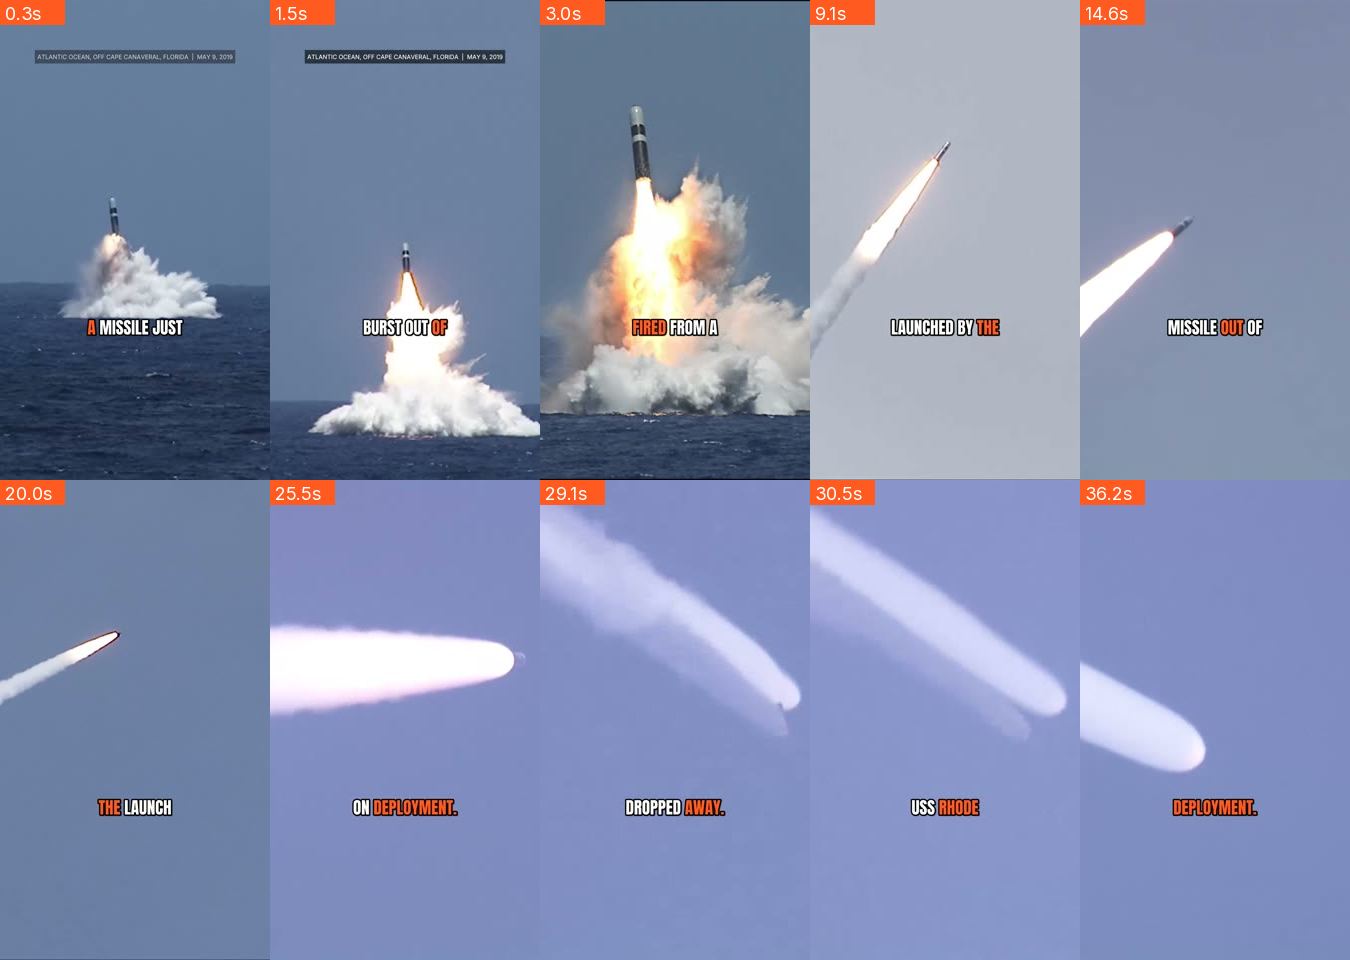 0.3s
ATLANTIC OCEAN, OFF CAPE CANAVERAL, FLORIDA | MAY 9, 2019
A MISSILE JUST
1.5s
ATLANTIC OCEAN, OFF CAPE CANAVERAL, FLORIDA | MAY 9, 2019
BURST OUT OF
3.0s
FIRED FROM A
9.1s
LAUNCHED BY THE
14.6s
MISSILE OUT OF
20.0s
THE LAUNCH
25.5s
ON DEPLOYMENT.
29.1s
DROPPED AWAY.
30.5s
USS RHODE
36.2s
DEPLOYMENT.